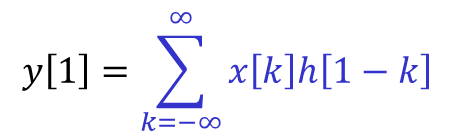 y[1] = ∑_{k=−∞}^{∞} x[k]h[1 − k]